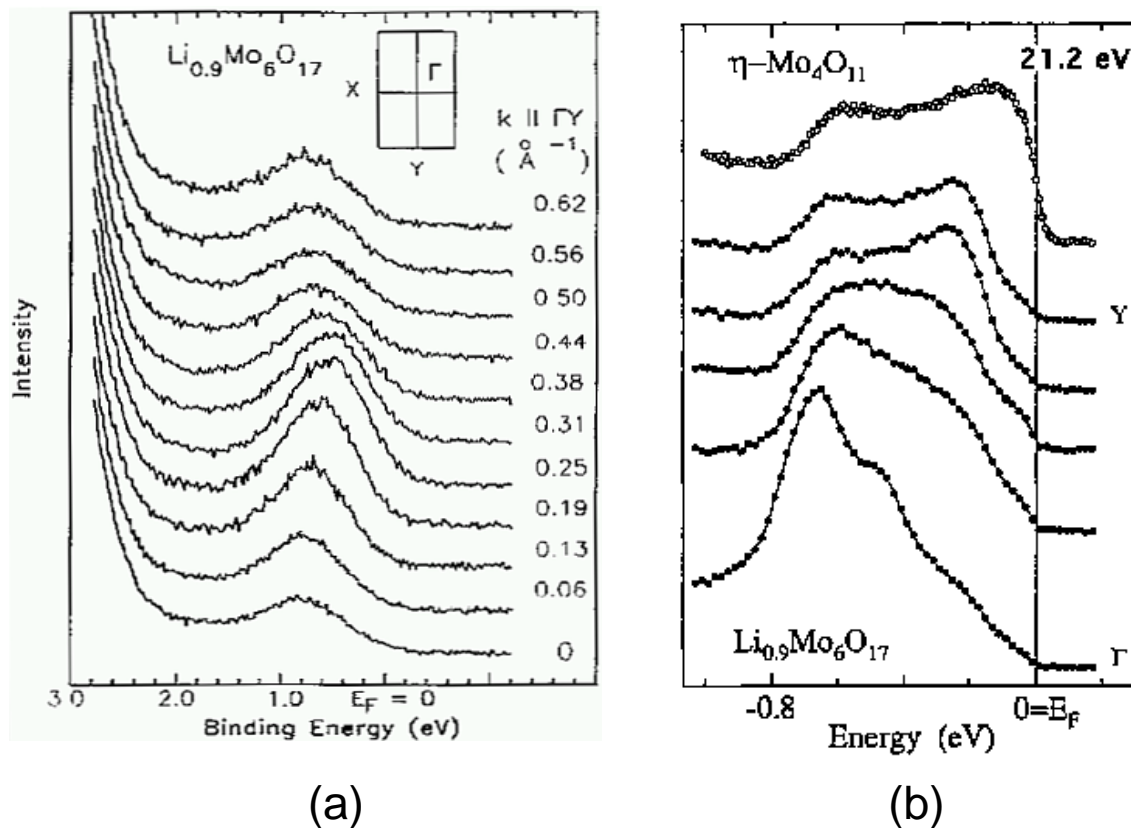 Li0.9Mo6O17
Γ
X
Y
k || ΓY
(Å⁻¹)
0.62
0.56
0.50
0.44
0.38
0.31
0.25
0.19
0.13
0.06
0
Intensity
3.0 2.0 1.0 EF = 0
Binding Energy (eV)
(a)
η-Mo4O11
21.2 eV
Y
Li0.9Mo6O17
Γ
-0.8 0=EF
Energy (eV)
(b)